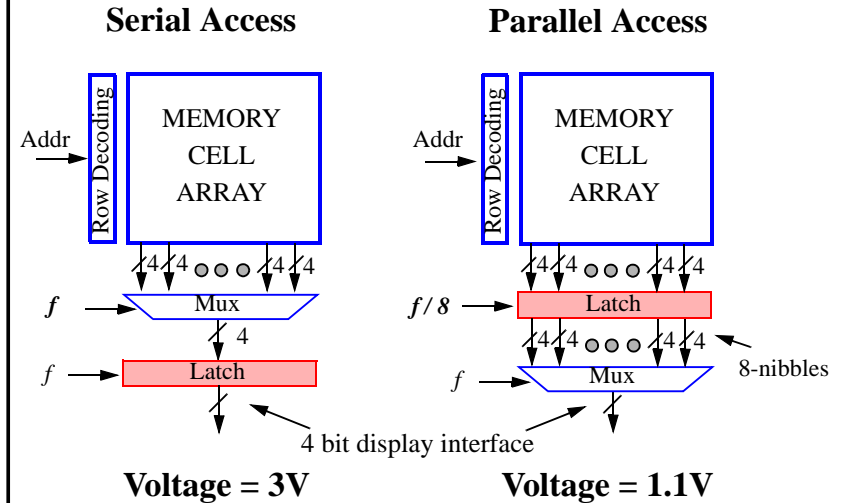 Serial Access
Addr
Row Decoding
MEMORY
CELL
ARRAY
4 4 4 4
f
Mux
4
f
Latch
Voltage = 3V
Parallel Access
Addr
Row Decoding
MEMORY
CELL
ARRAY
4 4 4 4
f/8
Latch
4 4 4 4
8-nibbles
f
Mux
4 bit display interface
Voltage = 1.1V